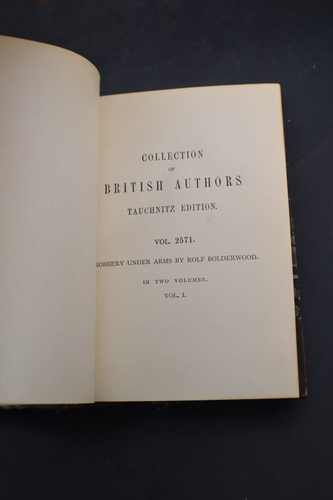 COLLECTION
OF
BRITISH AUTHORS
TAUCHNITZ EDITION.
VOL. 2571.
ROBBERY UNDER ARMS BY ROLF BOLDERWOOD.
IN TWO VOLUMES.
VOL. I.